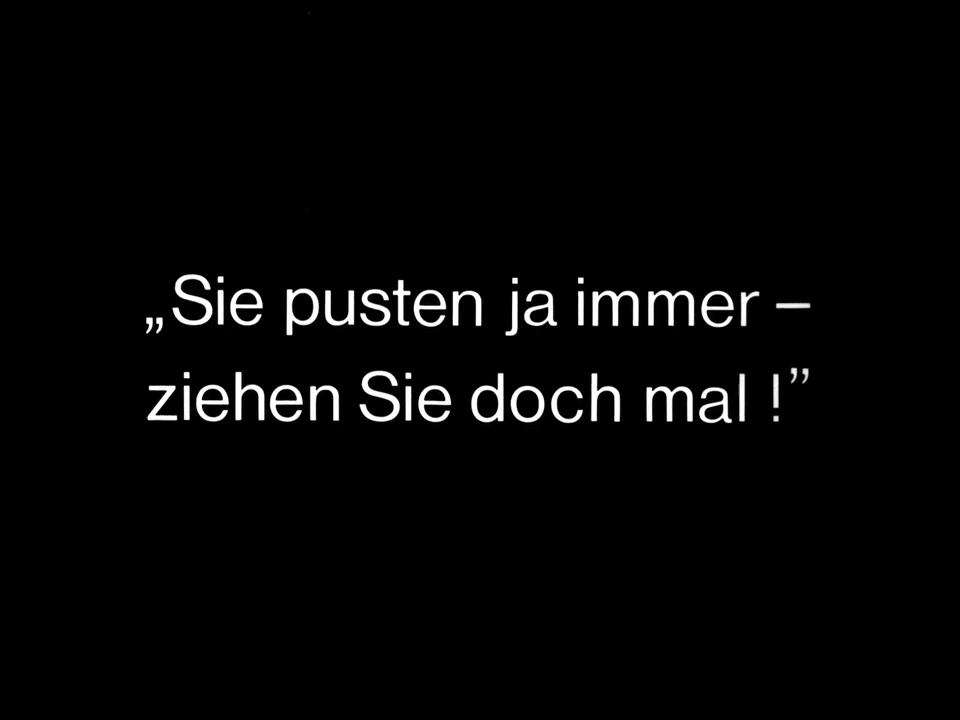 „Sie pusten ja immer –
ziehen Sie doch mal !”